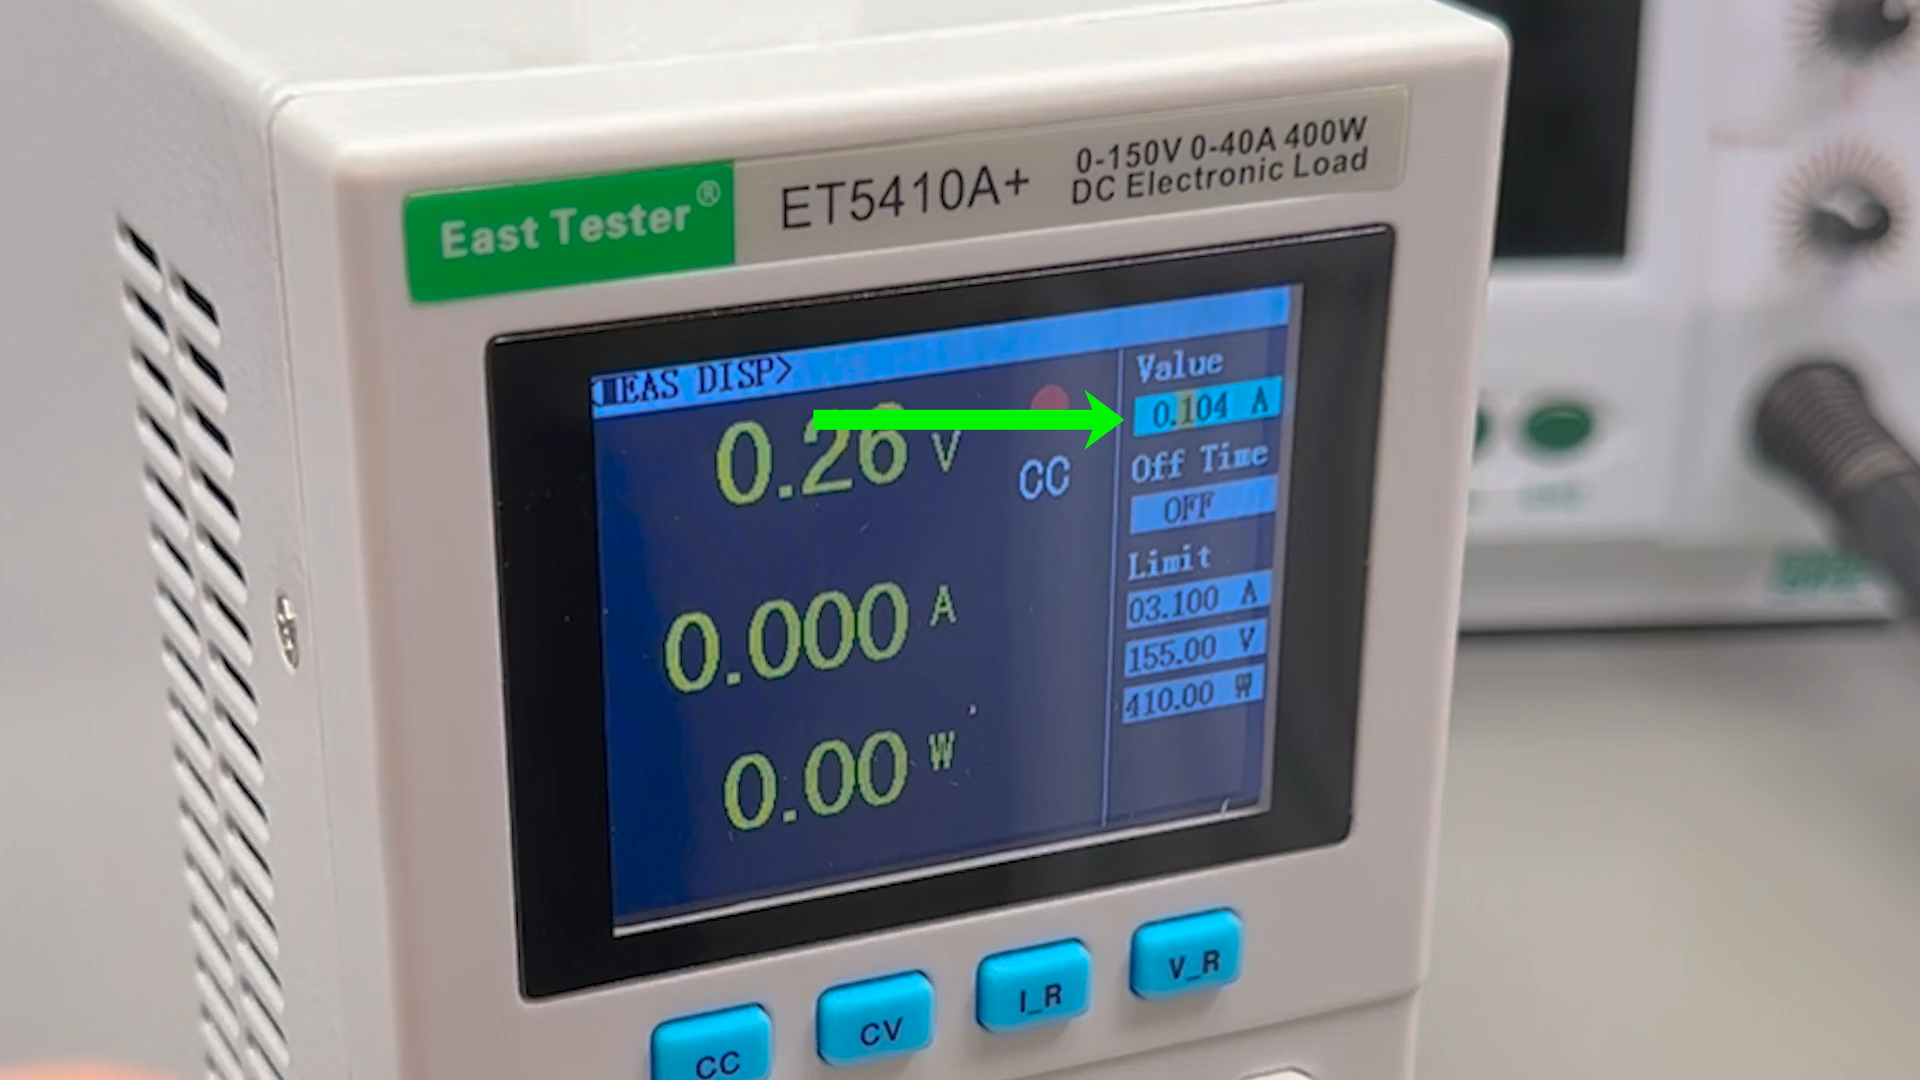 East Tester®
ET5410A+
0-150V 0-40A 400W
DC Electronic Load
EAS DISP>
Value
0.26 V
0.104 A
CC
Off Time
OFF
Limit
0.000 A
03.100 A
155.00 V
410.00 W
0.00 W
CC
CV
I_R
V_R